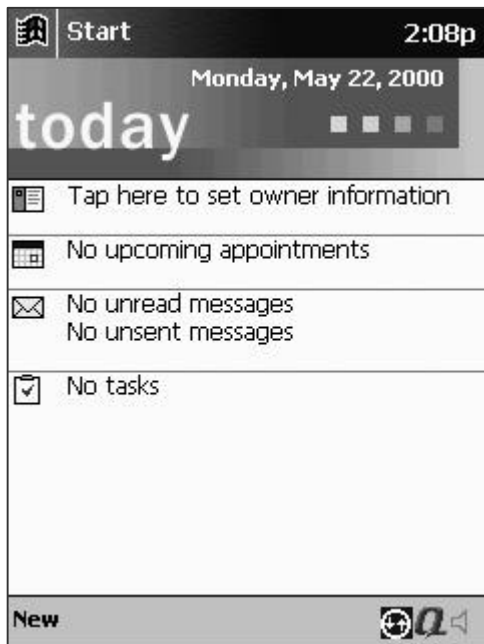 Start 2:08p
Monday, May 22, 2000
today
Tap here to set owner information
No upcoming appointments
No unread messages
No unsent messages
No tasks
New